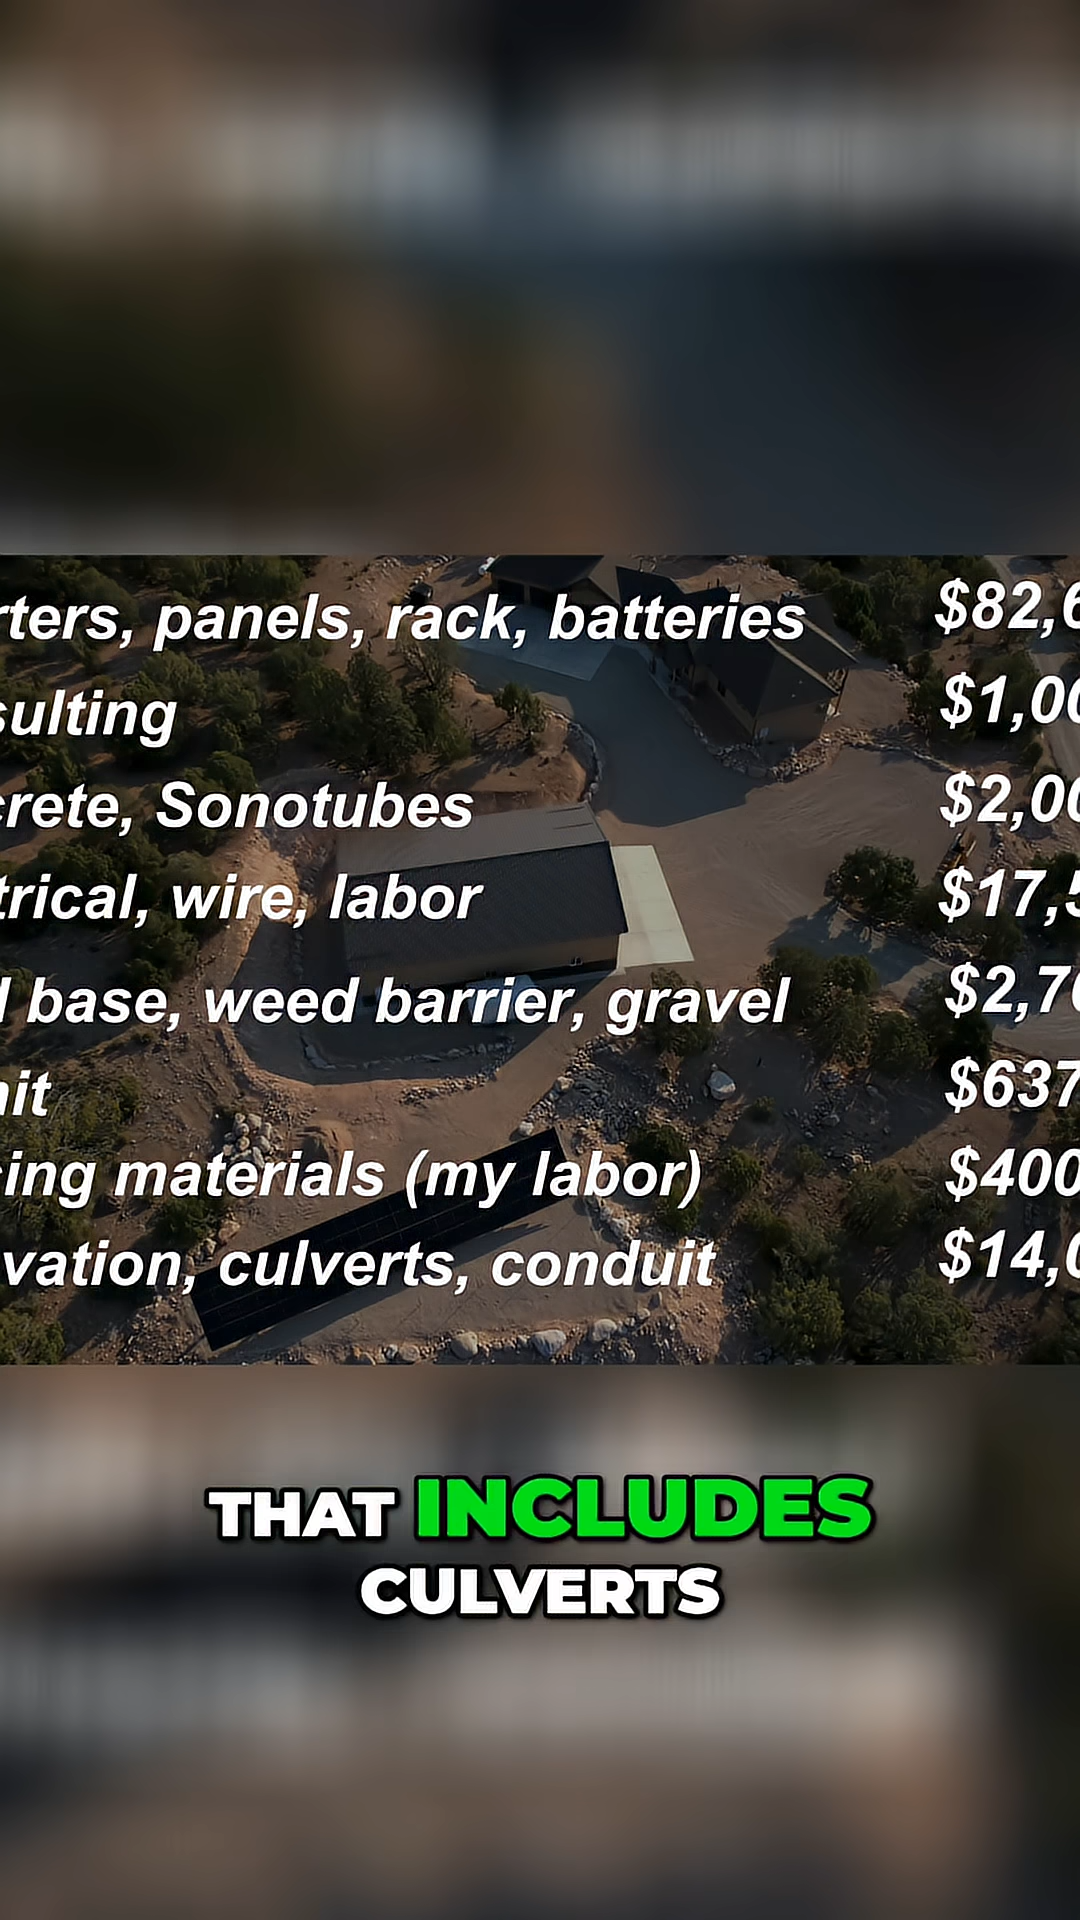 rters, panels, rack, batteries $82,6
sulting $1,00
crete, Sonotubes $2,00
trical, wire, labor $17,5
d base, weed barrier, gravel $2,70
nit $637
cing materials (my labor) $400
vation, culverts, conduit $14,0
THAT INCLUDES
CULVERTS